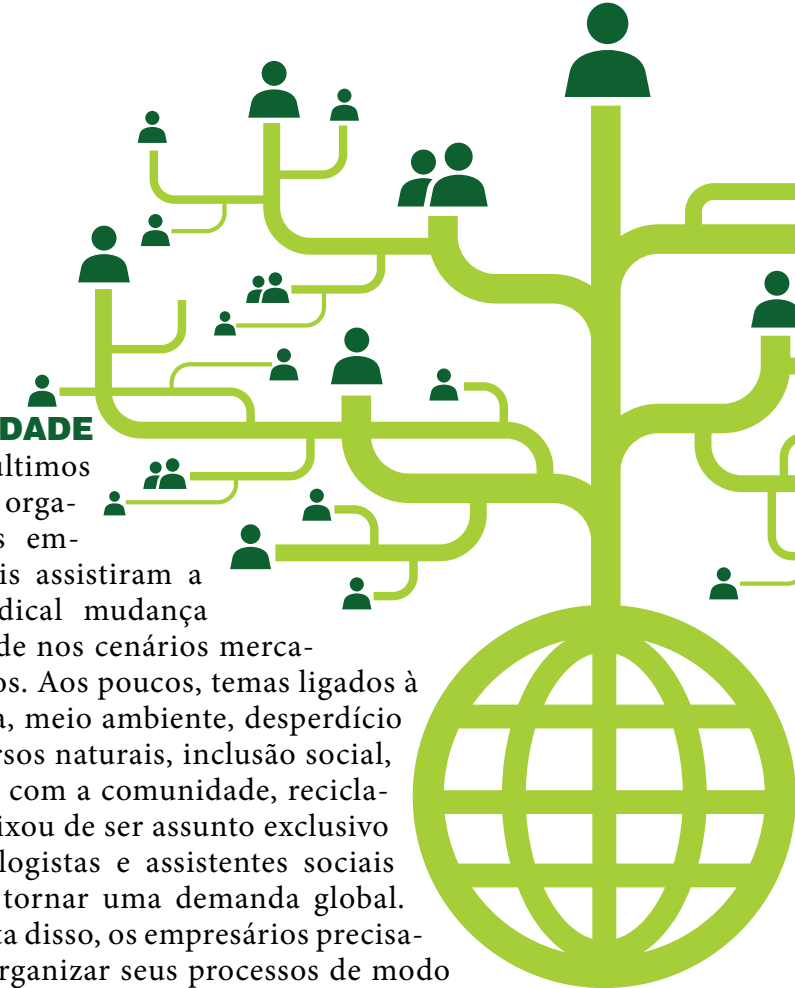 DADE
últimos
orga-
s em-
is assistiram a
dical mudança
de nos cenários merca-
os. Aos poucos, temas ligados à
a, meio ambiente, desperdício
rsos naturais, inclusão social,
com a comunidade, recicla-
ixou de ser assunto exclusivo
logistas e assistentes sociais
tornar uma demanda global.
ta disso, os empresários precisa-
organizar seus processos de modo